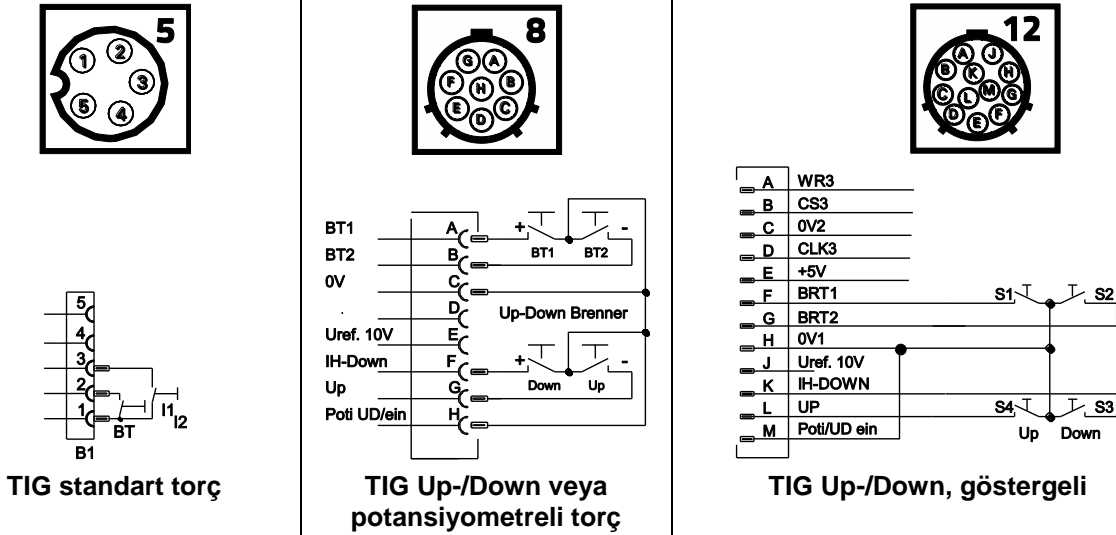 5
1
2
3
5
4
5
4
3
2
1
BT
I1
I2
B1
TIG standart torç
8
G A
F H B
E D C
BT1 A + BT1 BT2 -
BT2 B
0V C
. D Up-Down Brenner
Uref. 10V E
IH-Down F + Down Up -
Up G
Poti UD/ein H
TIG Up-/Down veya
potansiyometreli torç
12
A J
B K H
C L M G
D E F
A WR3
B CS3
C 0V2
D CLK3
E +5V
F BRT1 S1 S2
G BRT2
H 0V1
J Uref. 10V
K IH-DOWN
L UP S4 S3
M Poti/UD ein Up Down
TIG Up-/Down, göstergeli